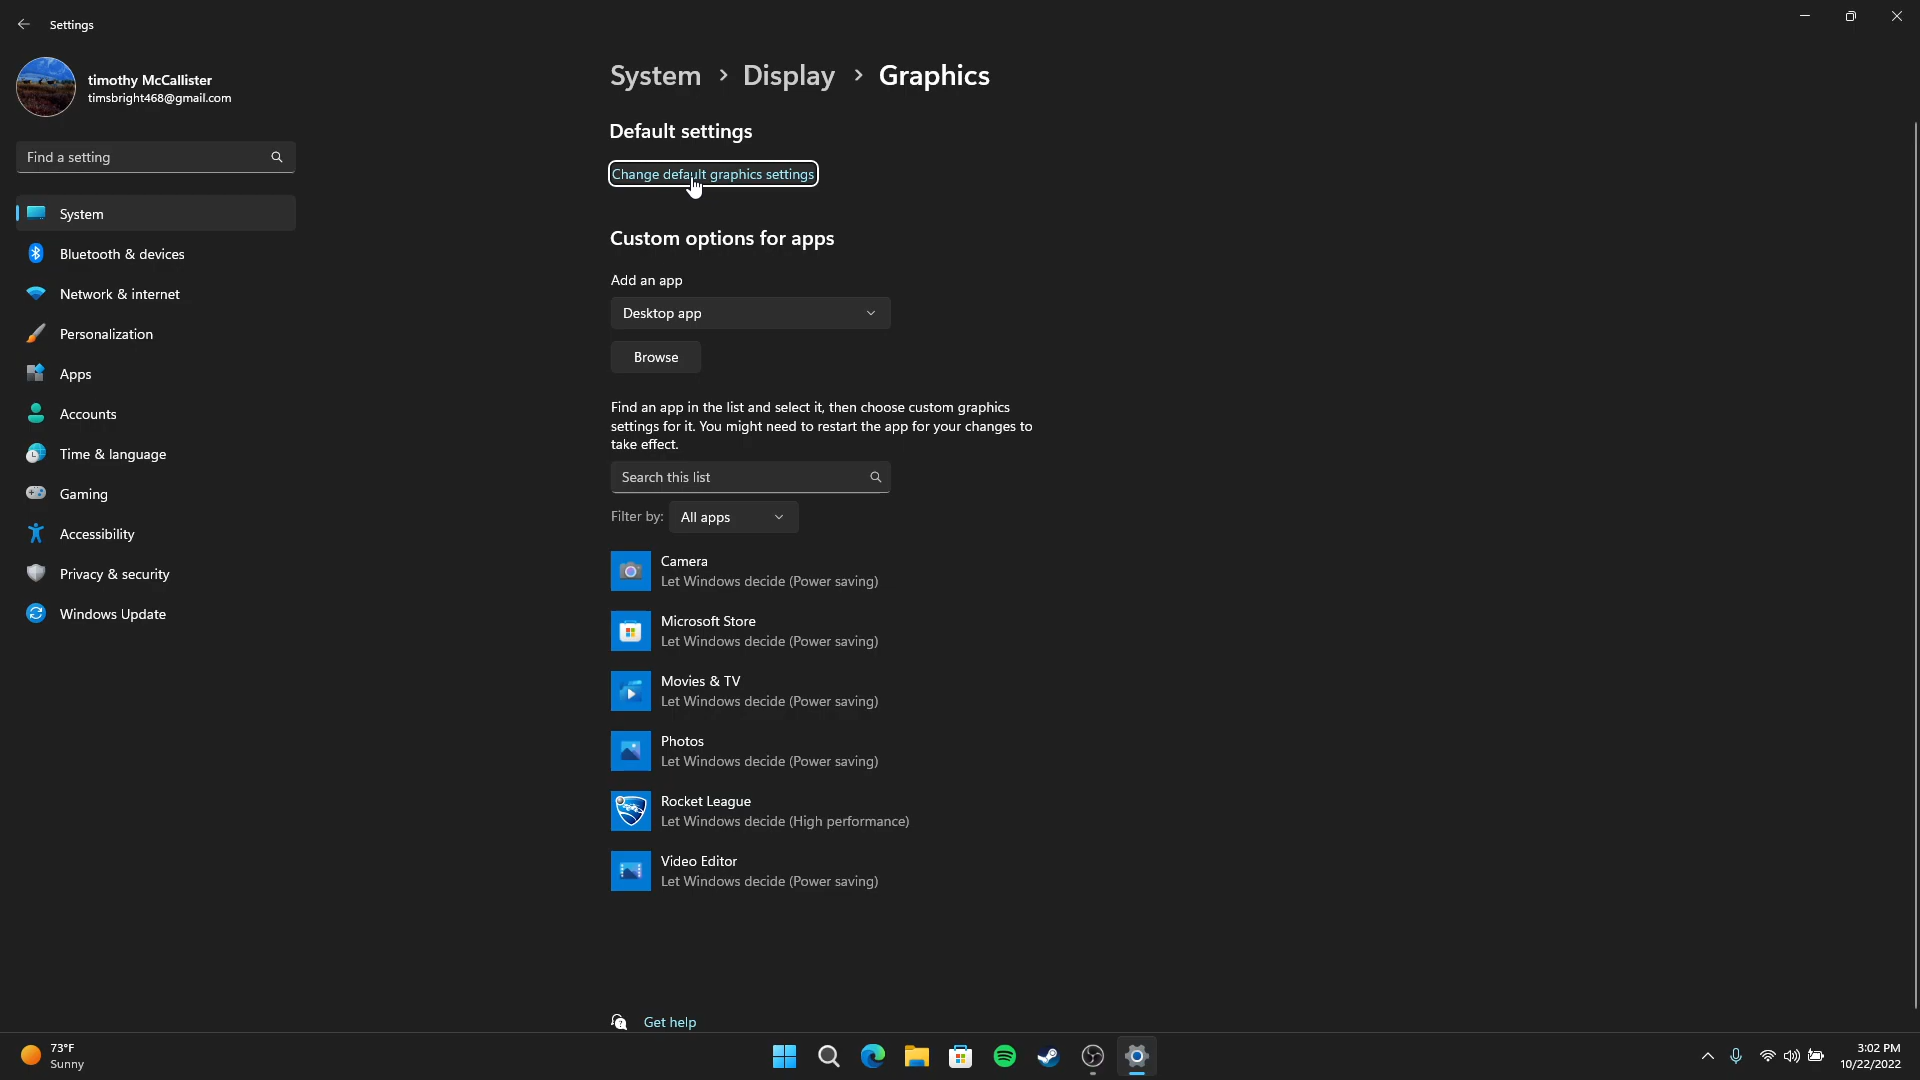 Settings
timothy McCallister
timsbright468@gmail.com
Find a setting
System
Bluetooth & devices
Network & internet
Personalization
Apps
Accounts
Time & language
Gaming
Accessibility
Privacy & security
Windows Update
System > Display > Graphics
Default settings
Change default graphics settings
Custom options for apps
Add an app
Desktop app
Browse
Find an app in the list and select it, then choose custom graphics
settings for it. You might need to restart the app for your changes to
take effect.
Search this list
Filter by: All apps
Camera
Let Windows decide (Power saving)
Microsoft Store
Let Windows decide (Power saving)
Movies & TV
Let Windows decide (Power saving)
Photos
Let Windows decide (Power saving)
Rocket League
Let Windows decide (High performance)
Video Editor
Let Windows decide (Power saving)
Get help
73°F
Sunny
3:02 PM
10/22/2022